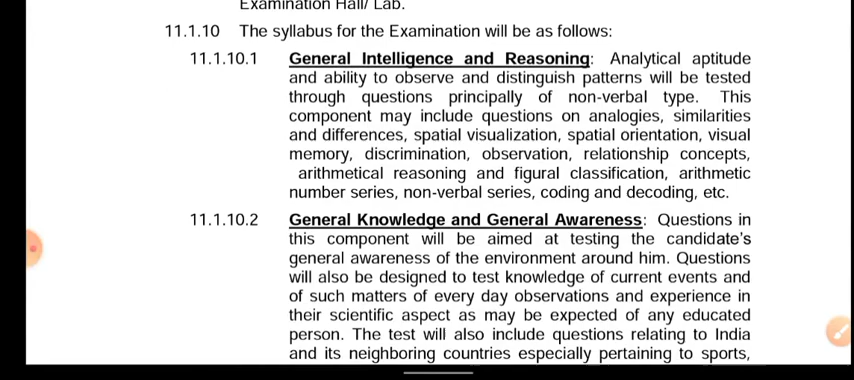 Examination Hall/ Lab.
11.1.10 The syllabus for the Examination will be as follows:
11.1.10.1 General Intelligence and Reasoning: Analytical aptitude
and ability to observe and distinguish patterns will be tested
through questions principally of non-verbal type. This
component may include questions on analogies, similarities
and differences, spatial visualization, spatial orientation, visual
memory, discrimination, observation, relationship concepts,
arithmetical reasoning and figural classification, arithmetic
number series, non-verbal series, coding and decoding, etc.
11.1.10.2 General Knowledge and General Awareness: Questions in
this component will be aimed at testing the candidate's
general awareness of the environment around him. Questions
will also be designed to test knowledge of current events and
of such matters of every day observations and experience in
their scientific aspect as may be expected of any educated
person. The test will also include questions relating to India
and its neighboring countries especially pertaining to sports,